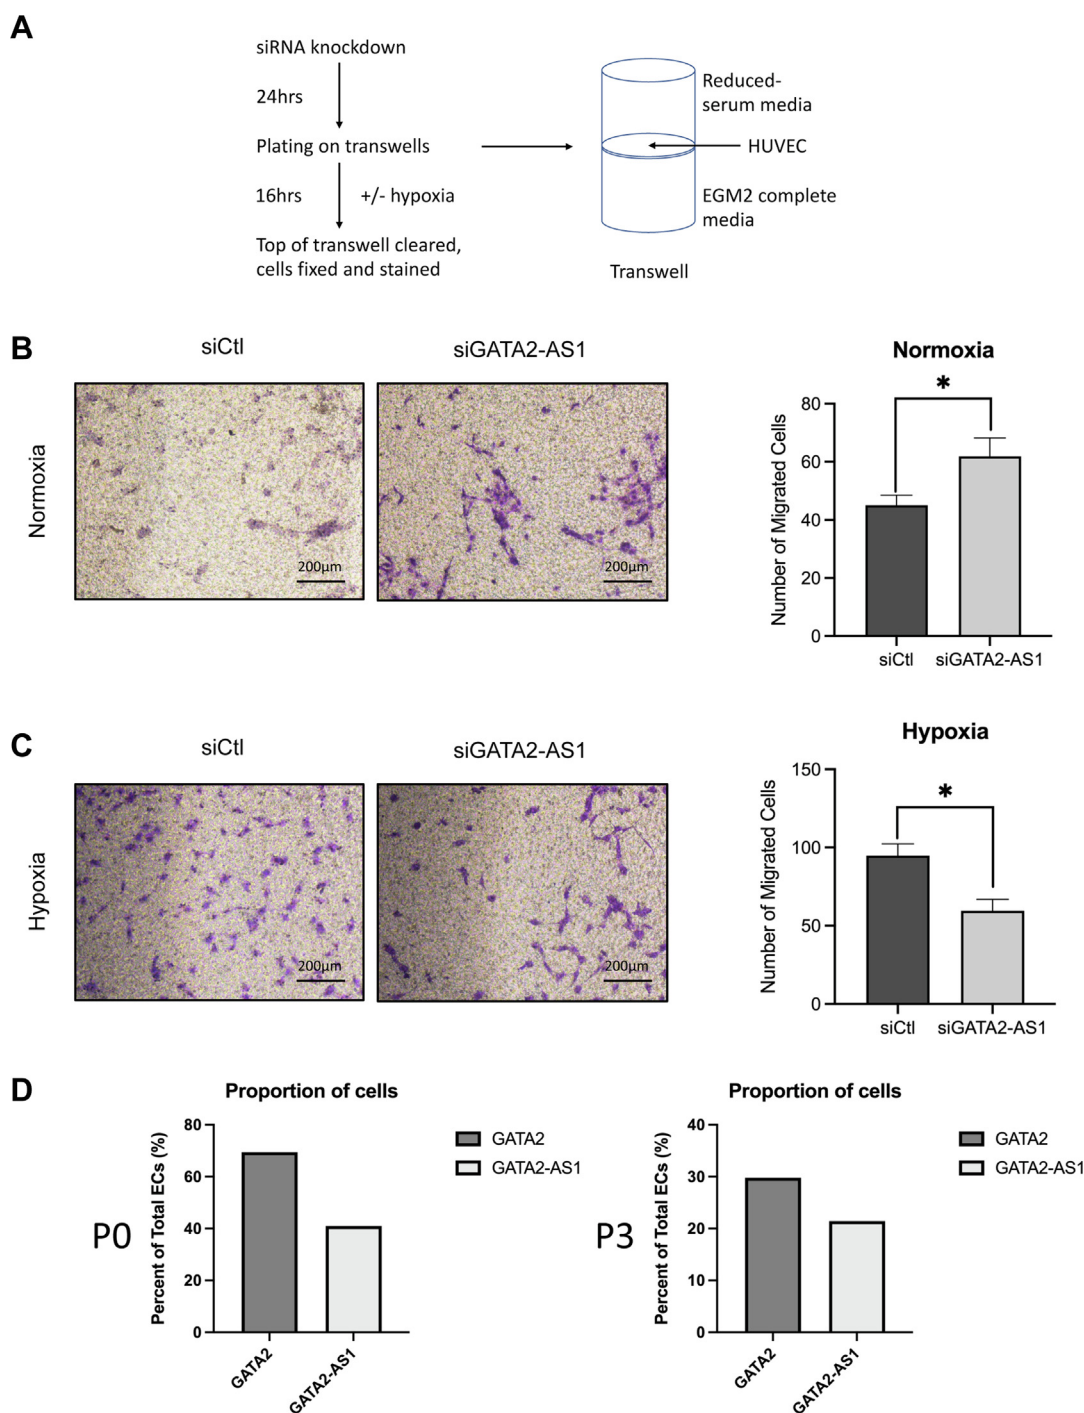 A
siRNA knockdown
24hrs
Plating on transwells
16hrs
+/- hypoxia
Top of transwell cleared,
cells fixed and stained
Reduced-
serum media
HUVEC
EGM2 complete
media
Transwell
B
siCtl
siGATA2-AS1
Normoxia
200µm
200µm
Normoxia
*
Number of Migrated Cells
80
60
40
20
0
siCtl
siGATA2-AS1
C
siCtl
siGATA2-AS1
Hypoxia
200µm
200µm
Hypoxia
*
Number of Migrated Cells
150
100
50
0
siCtl
siGATA2-AS1
D
Proportion of cells
P0
Percent of Total ECs (%)
80
60
40
20
0
GATA2
GATA2-AS1
GATA2
GATA2-AS1
Proportion of cells
P3
Percent of Total ECs (%)
40
30
20
10
0
GATA2
GATA2-AS1
GATA2
GATA2-AS1